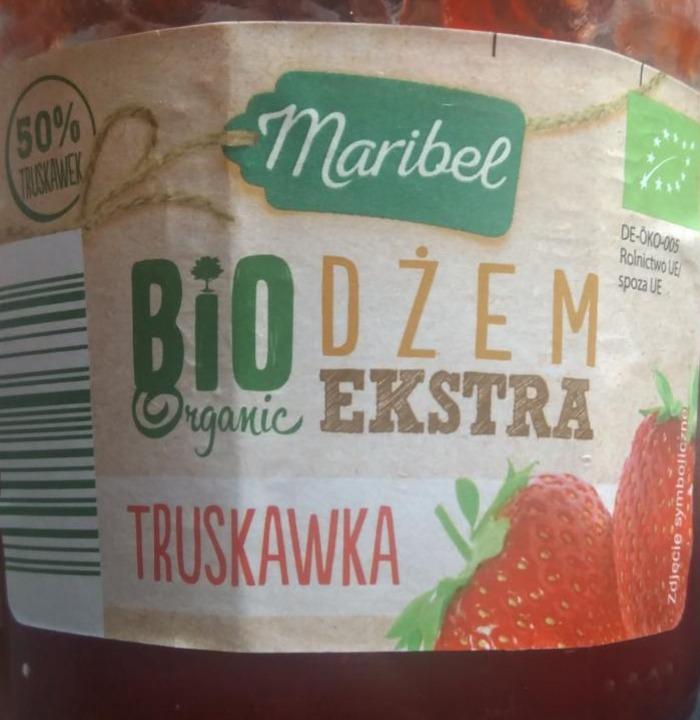 50%
TRUSKAWEK
Maribel
DE-ÖKO-005
Rolnictwo UE/
spoza UE
BiO
Organic
DŻEM
EKSTRA
TRUSKAWKA
Zdjęcie symboliczne